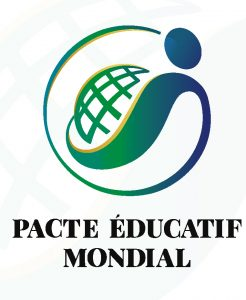 PACTE ÉDUCATIF
MONDIAL